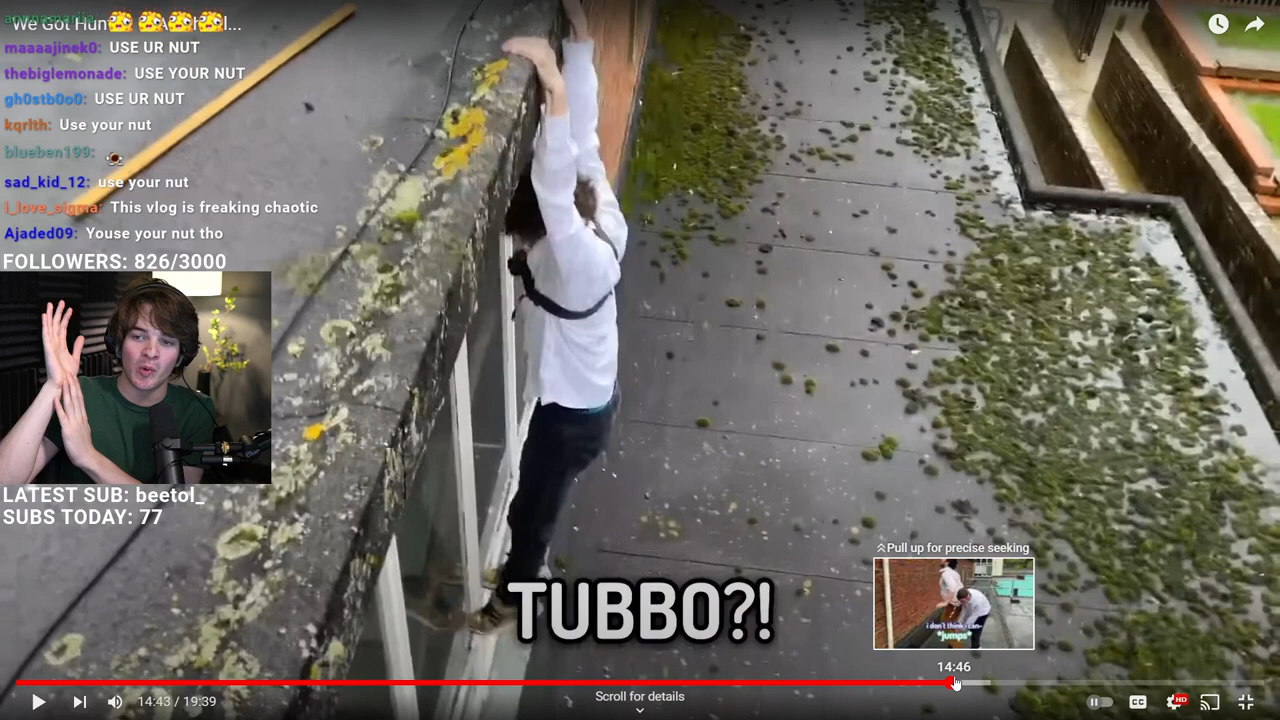 We Got Hun
maaaajinek0: USE UR NUT
thebiglemonade: USE YOUR NUT
gh0stb0o0: USE UR NUT
kqrlth: Use your nut
blueben199:
sad_kid_12: use your nut
i_love_sigma: This vlog is freaking chaotic
Ajaded09: Youse your nut tho
FOLLOWERS: 826/3000
LATEST SUB: beetol_
SUBS TODAY: 77
TUBBO?!
Pull up for precise seeking
i don't think i can-
*jumps*
14:46
14:43 / 19:39
Scroll for details
CC
HD